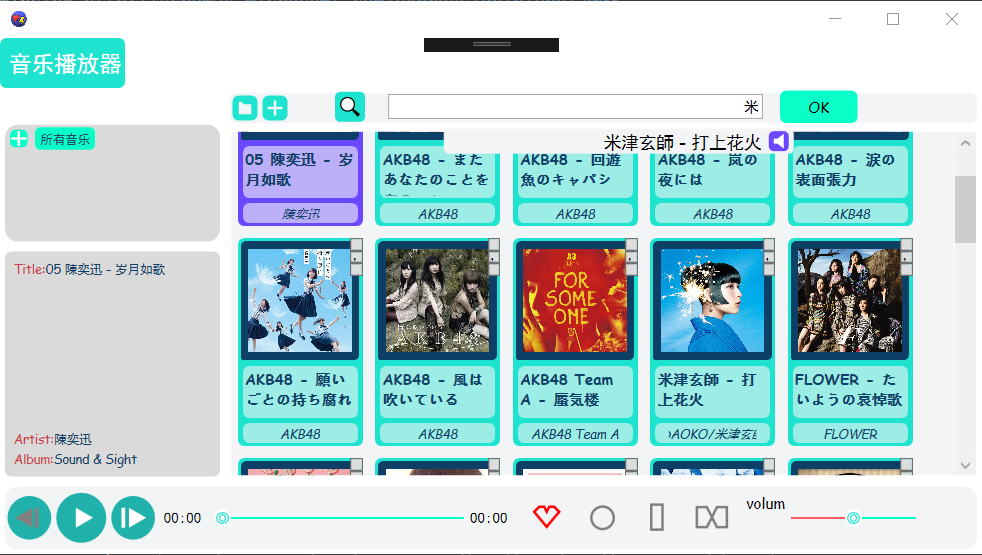 音乐播放器
米
OK
所有音乐
米津玄師 - 打上花火
05 陳奕迅 - 岁
月如歌
陳奕迅
AKB48 - また
あなたのことを
AKB48
AKB48 - 回遊
魚のキャパシ
AKB48
AKB48 - 嵐の
夜には
AKB48
AKB48 - 涙の
表面張力
AKB48
Title:05 陳奕迅 - 岁月如歌
Artist:陳奕迅
Album:Sound & Sight
AKB48
A3
FOR
SOME
ONE
AKB48 - 願い
ごとの持ち腐れ
AKB48
AKB48 - 風は
吹いている
AKB48
AKB48 Team
A - 蜃気楼
AKB48 Team A
米津玄師 - 打
上花火
DAOKO/米津玄師
FLOWER - た
いようの哀悼歌
FLOWER
00:00
00:00
volum